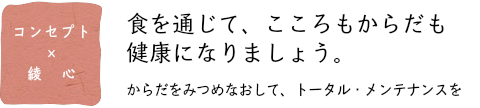 コンセプト
×
綾 心
食を通じて、こころもからだも
健康になりましょう。
からだをみつめなおして、トータル・メンテナンスを